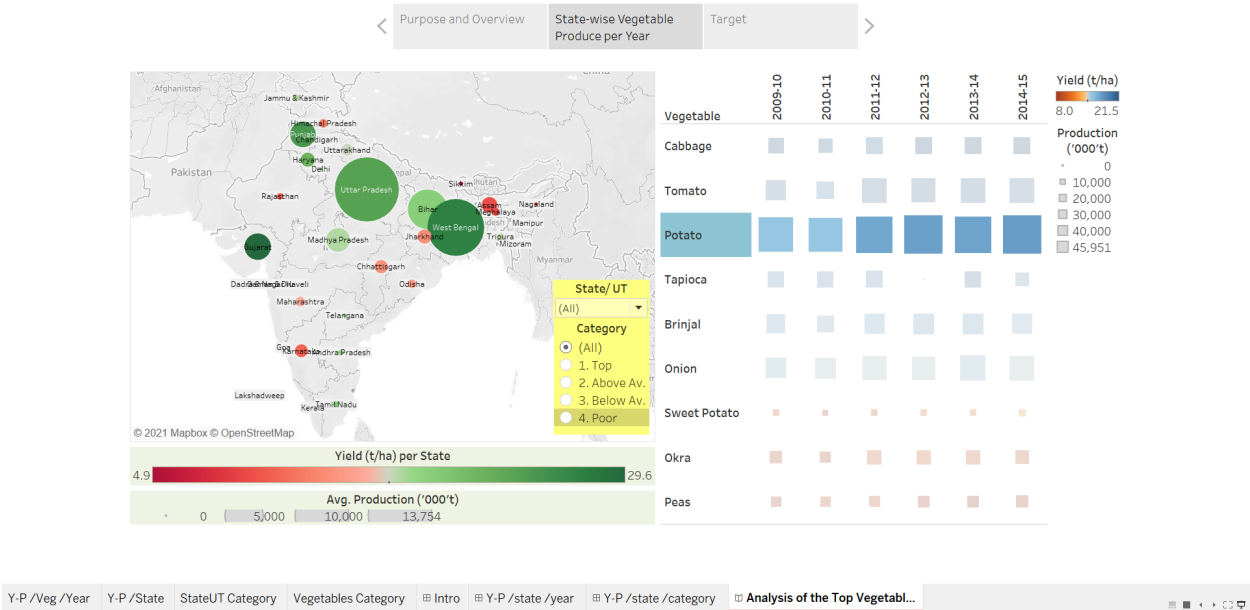 Purpose and Overview
State-wise Vegetable
Produce per Year
Target
China
Afghanistan
Jammu & Kashmir
Himachal Pradesh
Punjab
Chandigarh
Uttarakhand
Haryana
Delhi
Pakistan
Uttar Pradesh
Nepal
Sikkim
Bhutan
Rajasthan
Bihar
Assam
Nagaland
Meghalaya
West Bengal
Manipur
Jharkhand
Tripura
Mizoram
Gujarat
Madhya Pradesh
Myanmar
Chhattisgarh
Odisha
Maharashtra
Telangana
Goa
Karnataka
Andhra Pradesh
Lakshadweep
Kerala
Tamil Nadu
© 2021 Mapbox © OpenStreetMap
State/ UT
(All)
Category
(All)
1. Top
2. Above Av.
3. Below Av.
4. Poor
Yield (t/ha) per State
4.9
29.6
Avg. Production ('000't)
0
5,000
10,000
13,754
Vegetable
2009-10
2010-11
2011-12
2012-13
2013-14
2014-15
Cabbage
Tomato
Potato
Tapioca
Brinjal
Onion
Sweet Potato
Okra
Peas
Yield (t/ha)
8.0
21.5
Production
('000't)
0
10,000
20,000
30,000
40,000
45,951
Y-P /Veg /Year
Y-P /State
StateUT Category
Vegetables Category
Intro
Y-P /state /year
Y-P /state /category
Analysis of the Top Vegetabl...